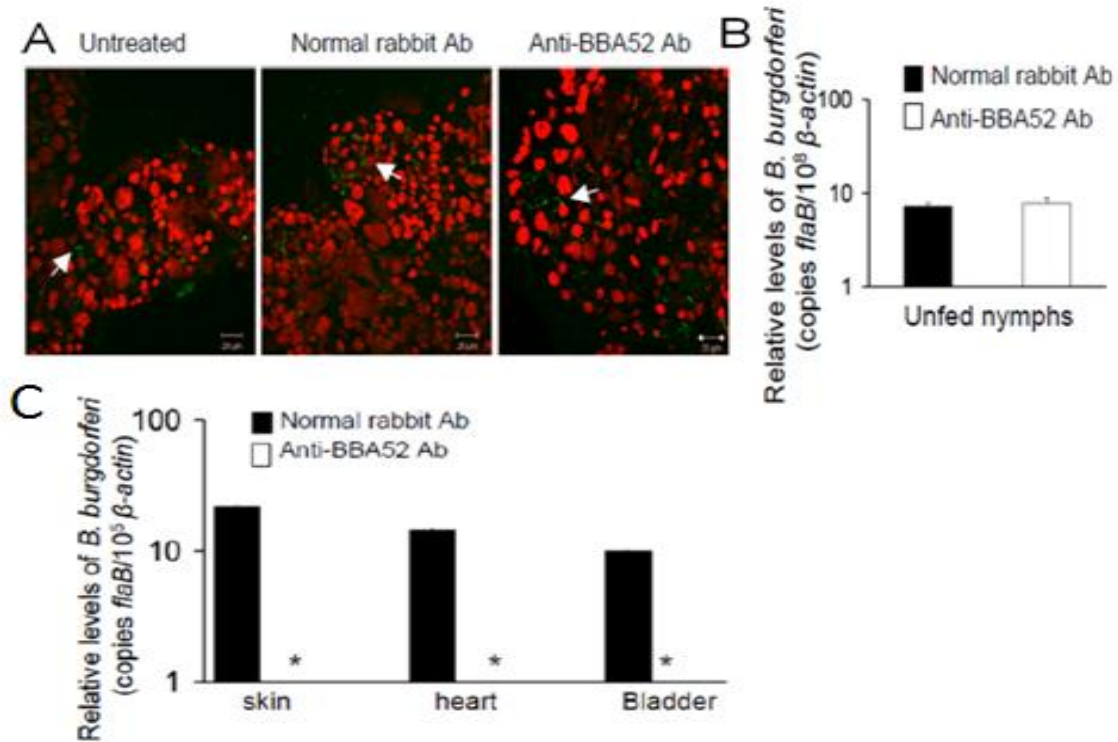 A
Untreated
Normal rabbit Ab
Anti-BBA52 Ab
20 µm
B
Relative levels of B. burgdorferi
(copies flaB/10⁸ β-actin)
Normal rabbit Ab
Anti-BBA52 Ab
100
10
1
Unfed nymphs
C
Relative levels of B. burgdorferi
(copies flaB/10⁵ β-actin)
Normal rabbit Ab
Anti-BBA52 Ab
100
10
1
* * *
skin heart Bladder